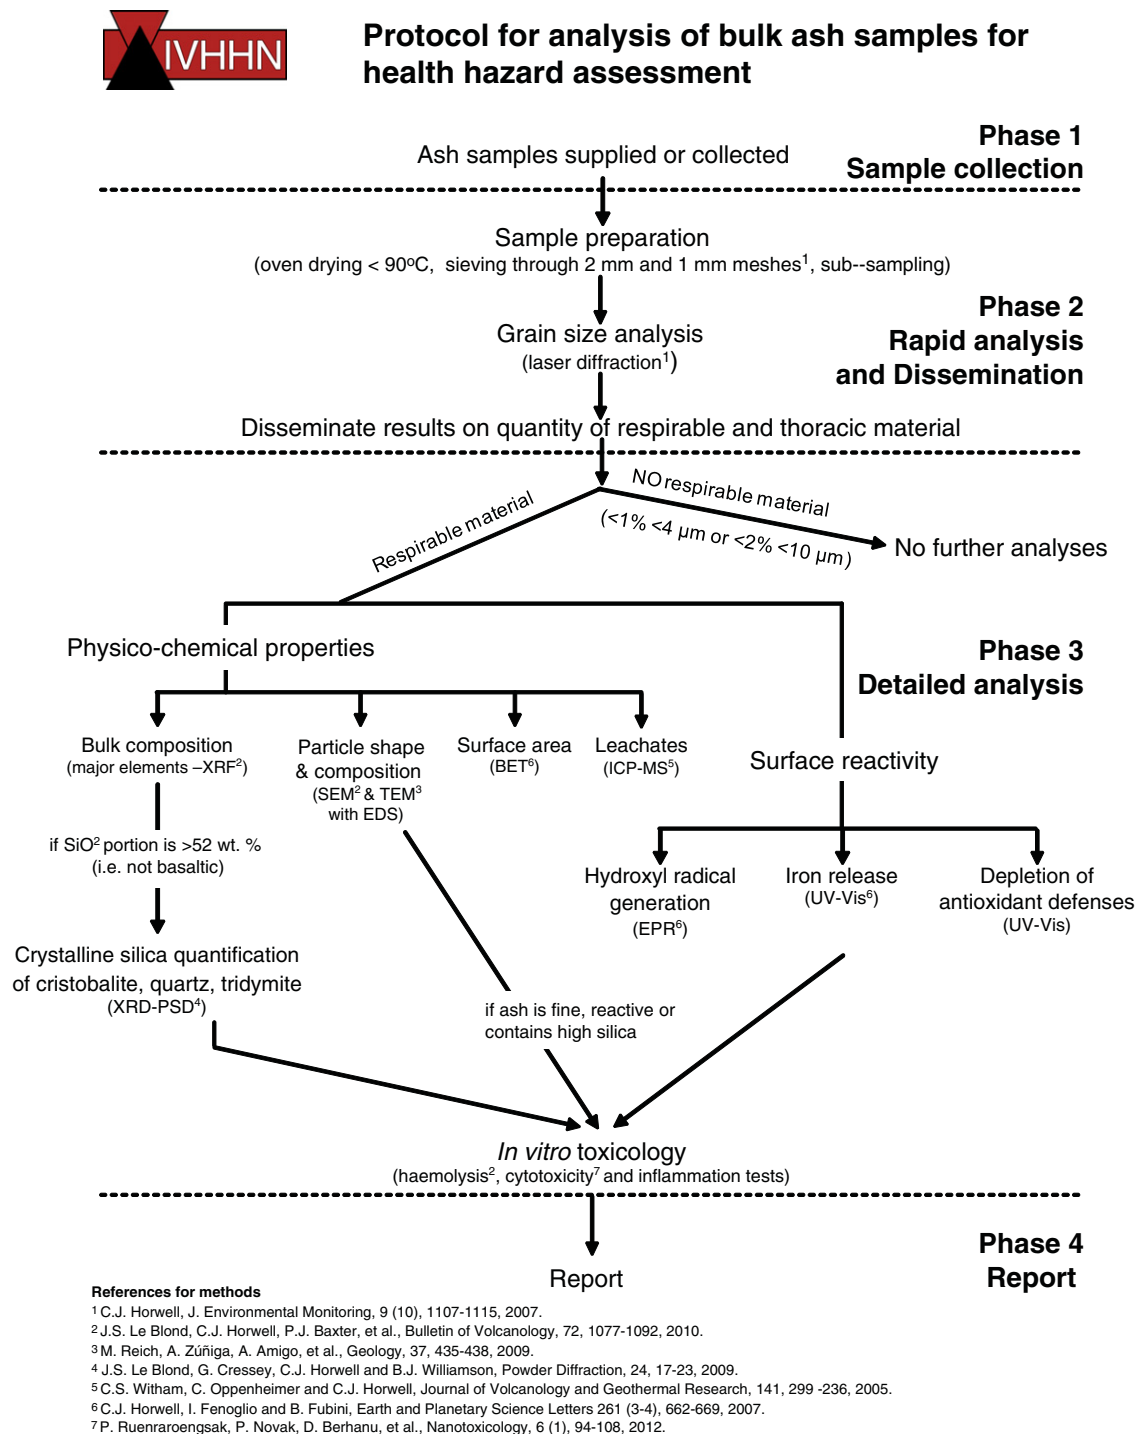 IVHHN
Protocol for analysis of bulk ash samples for
health hazard assessment
Phase 1
Sample collection
Ash samples supplied or collected
Sample preparation
(oven drying < 90ºC, sieving through 2 mm and 1 mm meshes¹, sub--sampling)
Phase 2
Rapid analysis
and Dissemination
Grain size analysis
(laser diffraction¹)
Disseminate results on quantity of respirable and thoracic material
Respirable material
NO respirable material
(<1% <4 µm or <2% <10 µm)
No further analyses
Phase 3
Detailed analysis
Physico-chemical properties
Bulk composition
(major elements –XRF²)
Particle shape
& composition
(SEM² & TEM³
with EDS)
Surface area
(BET⁶)
Leachates
(ICP-MS⁵)
Surface reactivity
if SiO² portion is >52 wt. %
(i.e. not basaltic)
Hydroxyl radical
generation
(EPR⁶)
Iron release
(UV-Vis⁶)
Depletion of
antioxidant defenses
(UV-Vis)
Crystalline silica quantification
of cristobalite, quartz, tridymite
(XRD-PSD⁴)
if ash is fine, reactive or
contains high silica
In vitro toxicology
(haemolysis², cytotoxicity⁷ and inflammation tests)
Phase 4
Report
Report
References for methods
¹ C.J. Horwell, J. Environmental Monitoring, 9 (10), 1107-1115, 2007.
² J.S. Le Blond, C.J. Horwell, P.J. Baxter, et al., Bulletin of Volcanology, 72, 1077-1092, 2010.
³ M. Reich, A. Zúñiga, A. Amigo, et al., Geology, 37, 435-438, 2009.
⁴ J.S. Le Blond, G. Cressey, C.J. Horwell and B.J. Williamson, Powder Diffraction, 24, 17-23, 2009.
⁵ C.S. Witham, C. Oppenheimer and C.J. Horwell, Journal of Volcanology and Geothermal Research, 141, 299 -236, 2005.
⁶ C.J. Horwell, I. Fenoglio and B. Fubini, Earth and Planetary Science Letters 261 (3-4), 662-669, 2007.
⁷ P. Ruenraroengsak, P. Novak, D. Berhanu, et al., Nanotoxicology, 6 (1), 94-108, 2012.